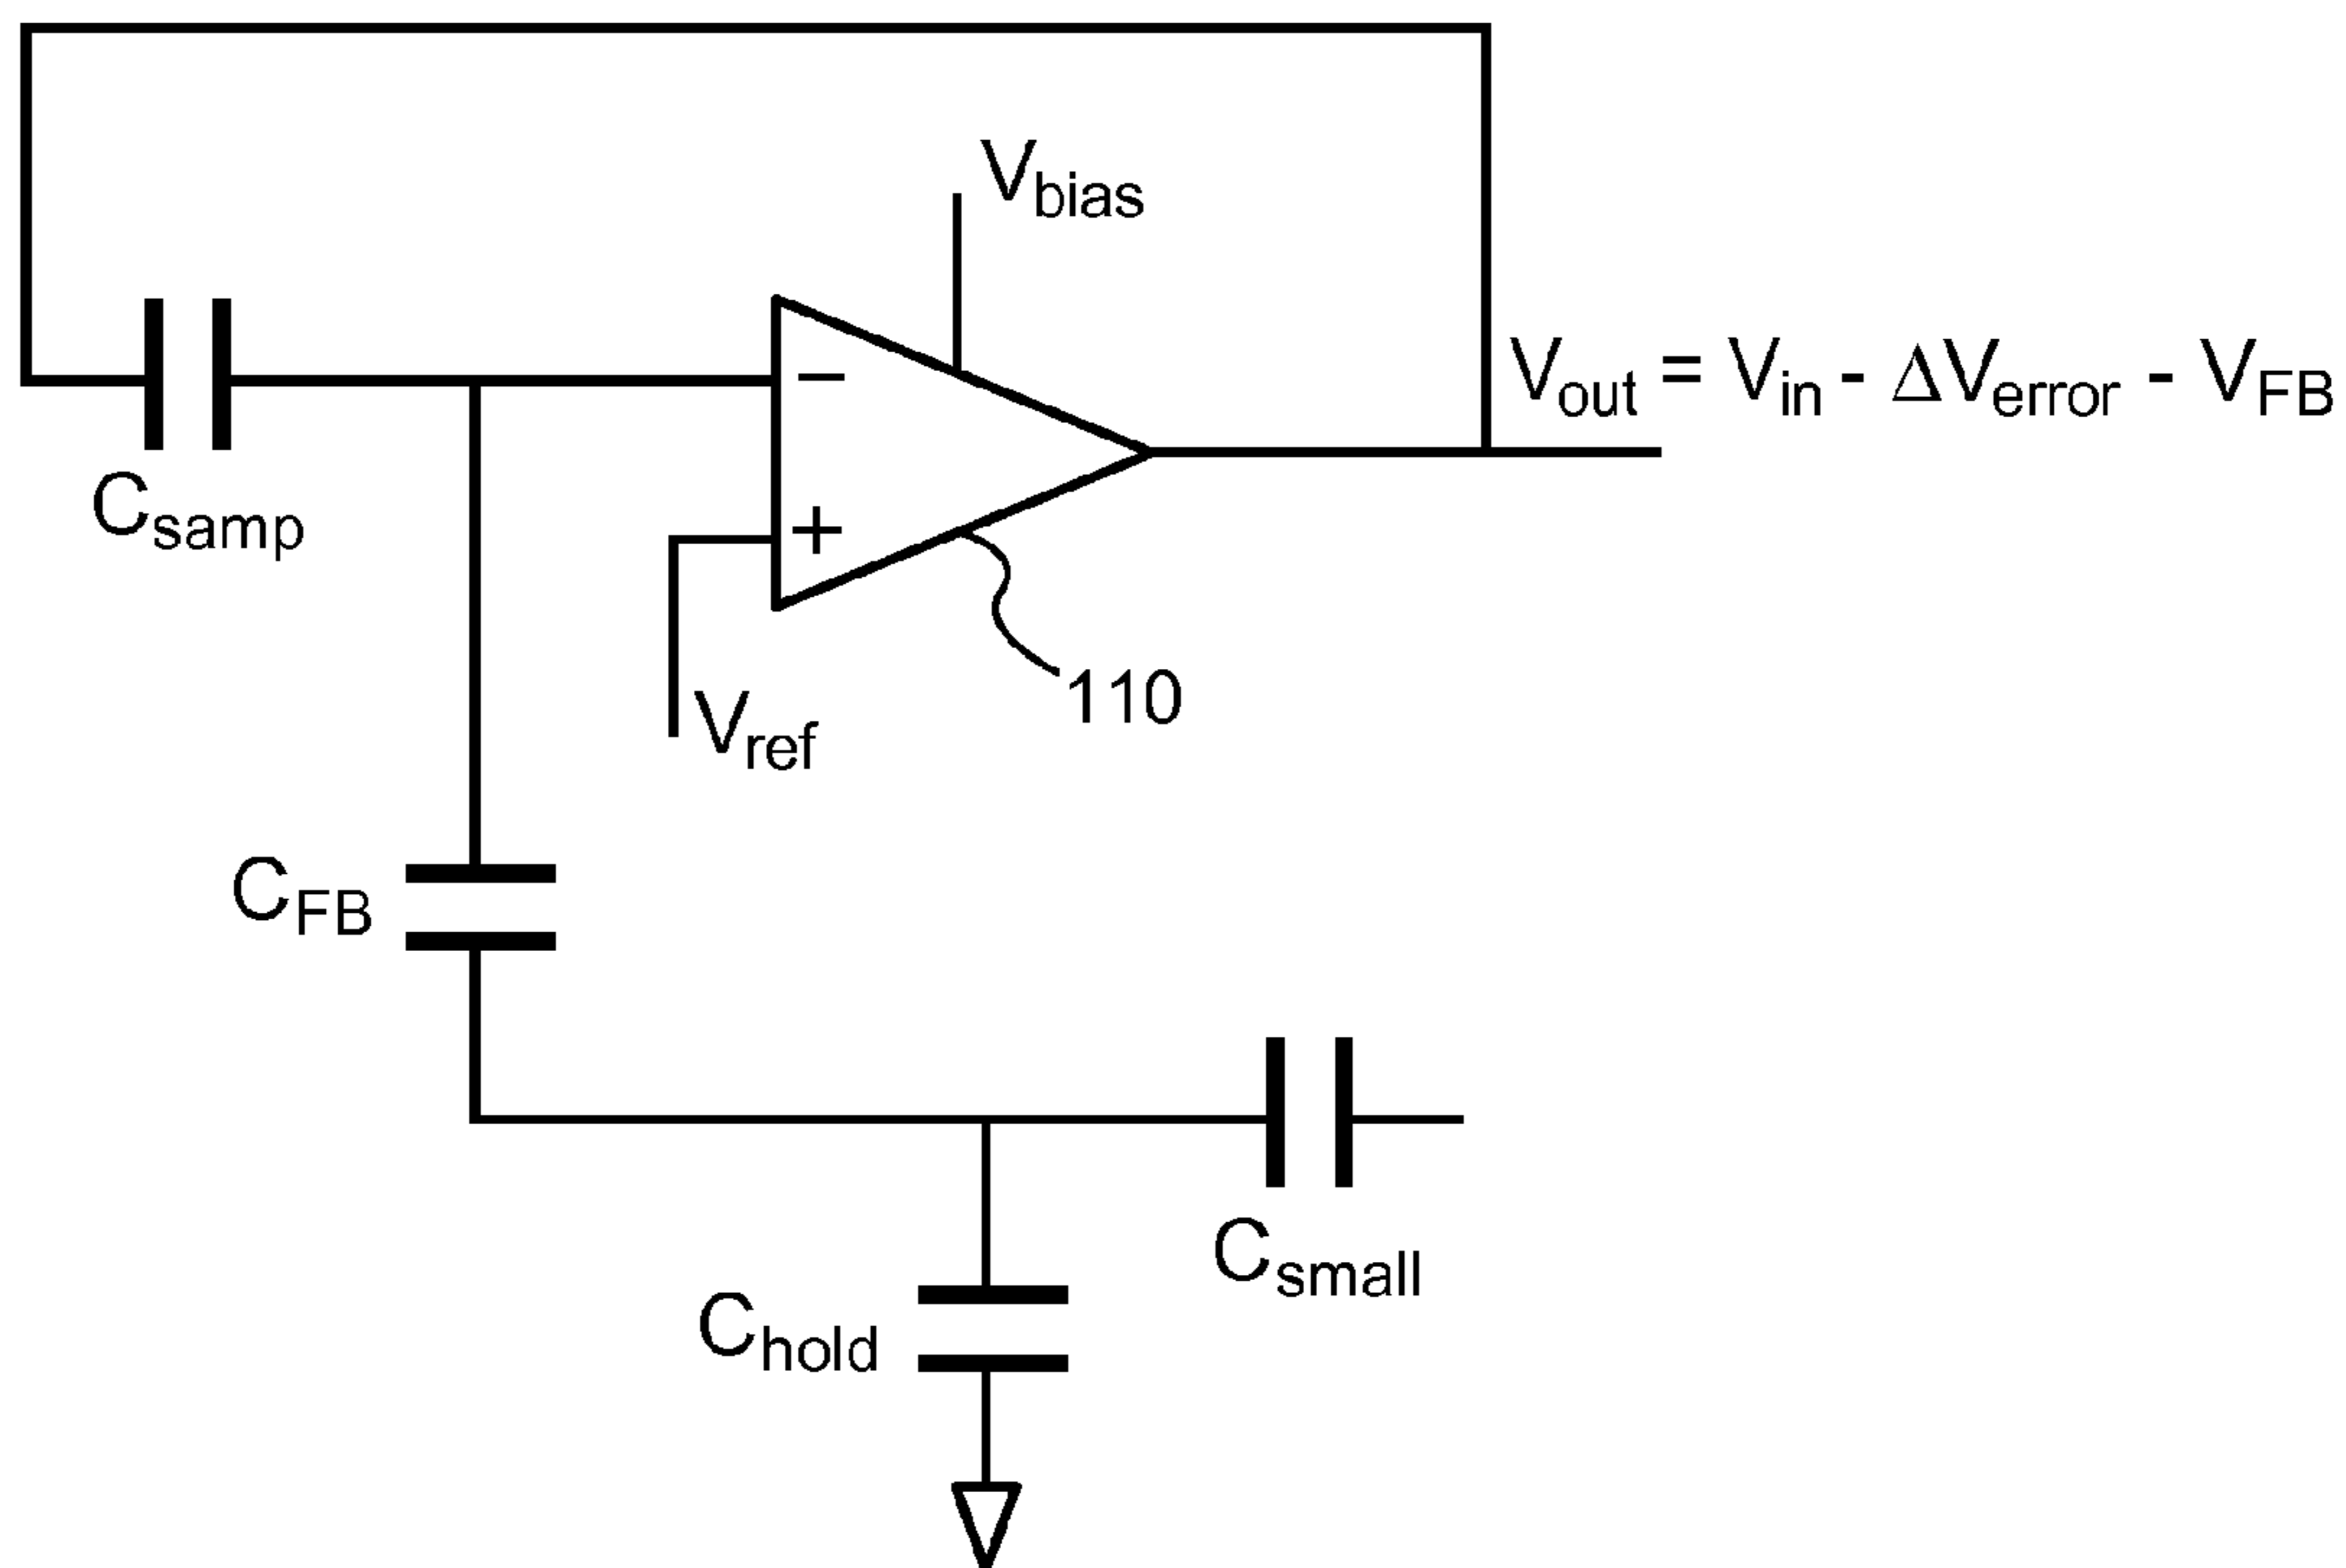 Vbias
Vout = Vin - ΔVerror - VFB
−
Csamp
+
Vref
110
CFB
Csmall
Chold